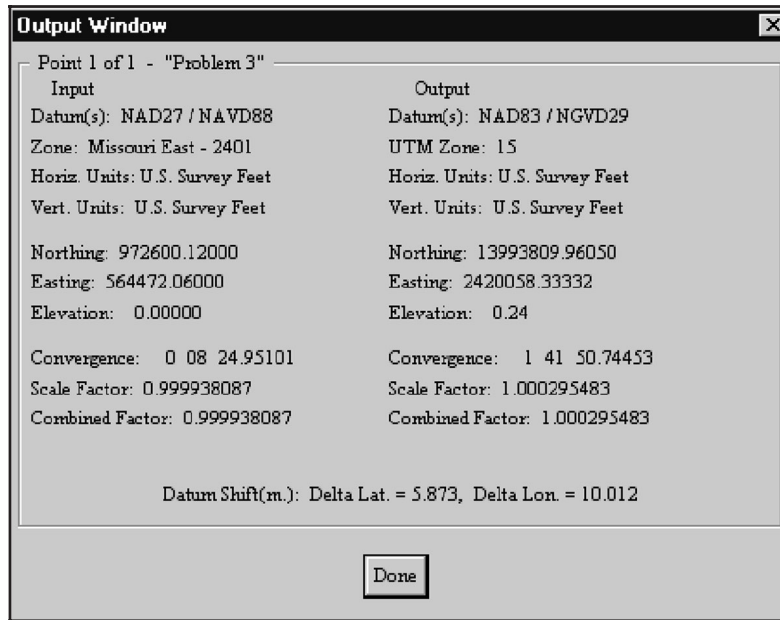 Output Window
Point 1 of 1 - "Problem 3"
Input
Datum(s): NAD27 / NAVD88
Zone: Missouri East - 2401
Horiz. Units: U.S. Survey Feet
Vert. Units: U.S. Survey Feet
Northing: 972600.12000
Easting: 564472.06000
Elevation: 0.00000
Convergence: 0 08 24.95101
Scale Factor: 0.999938087
Combined Factor: 0.999938087
Output
Datum(s): NAD83 / NGVD29
UTM Zone: 15
Horiz. Units: U.S. Survey Feet
Vert. Units: U.S. Survey Feet
Northing: 13993809.96050
Easting: 2420058.33332
Elevation: 0.24
Convergence: 1 41 50.74453
Scale Factor: 1.000295483
Combined Factor: 1.000295483
Datum Shift(m.): Delta Lat. = 5.873, Delta Lon. = 10.012
Done